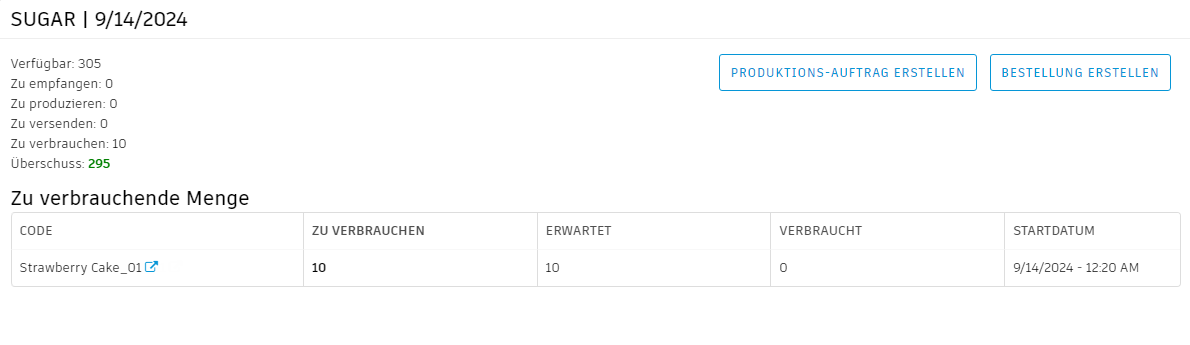 SUGAR | 9/14/2024
Verfügbar: 305
Zu empfangen: 0
Zu produzieren: 0
Zu versenden: 0
Zu verbrauchen: 10
Überschuss: 295
PRODUKTIONS-AUFTRAG ERSTELLEN
BESTELLUNG ERSTELLEN
Zu verbrauchende Menge
CODE ZU VERBRAUCHEN ERWARTET VERBRAUCHT STARTDATUM
Strawberry Cake_01 10 10 0 9/14/2024 - 12:20 AM